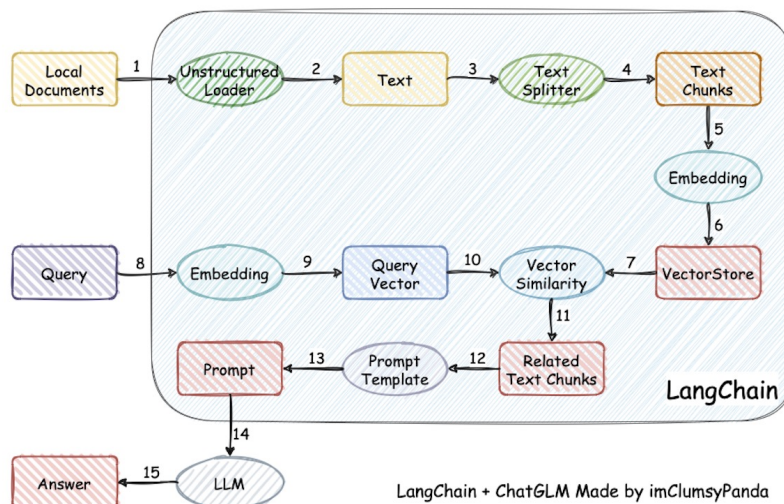 Local
Documents
1
Unstructured
Loader
2
Text
3
Text
Splitter
4
Text
Chunks
5
Embedding
6
Query
8
Embedding
9
Query
Vector
10
Vector
Similarity
7
VectorStore
11
Prompt
13
Prompt
Template
12
Related
Text Chunks
LangChain
14
Answer
15
LLM
LangChain + ChatGLM Made by imClumsyPanda